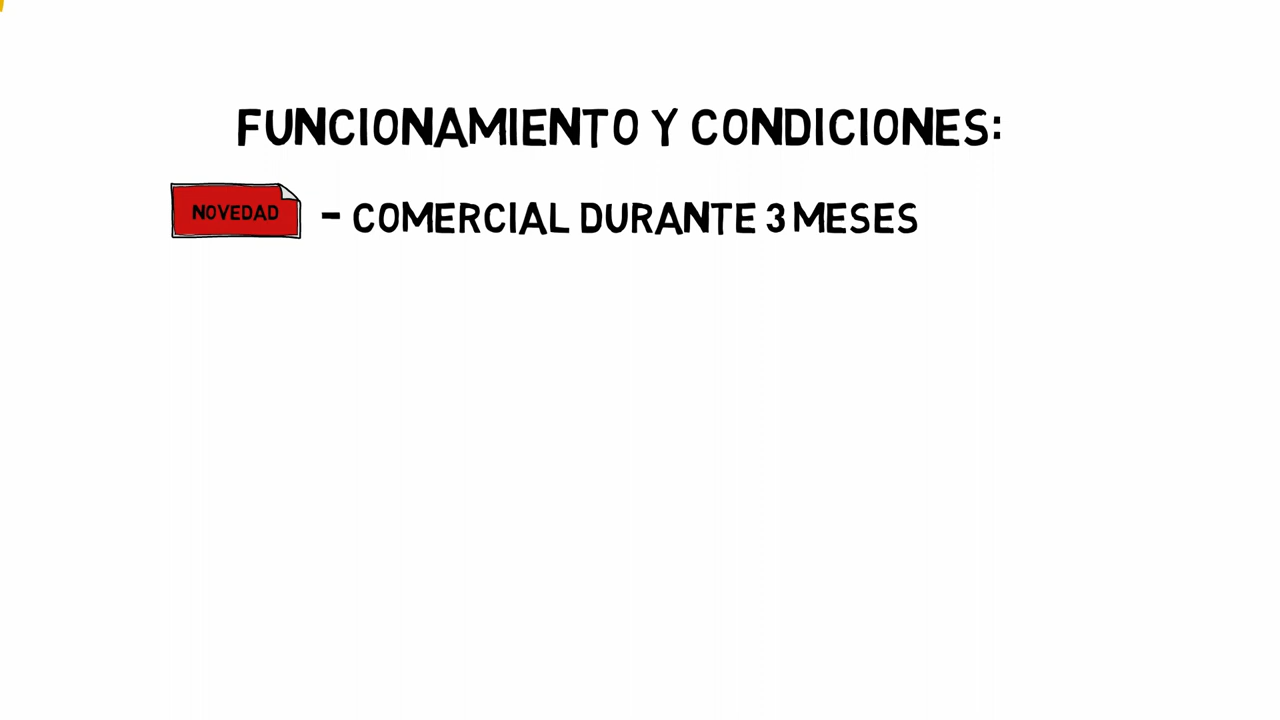 FUNCIONAMIENTO Y CONDICIONES:
NOVEDAD - COMERCIAL DURANTE 3 MESES